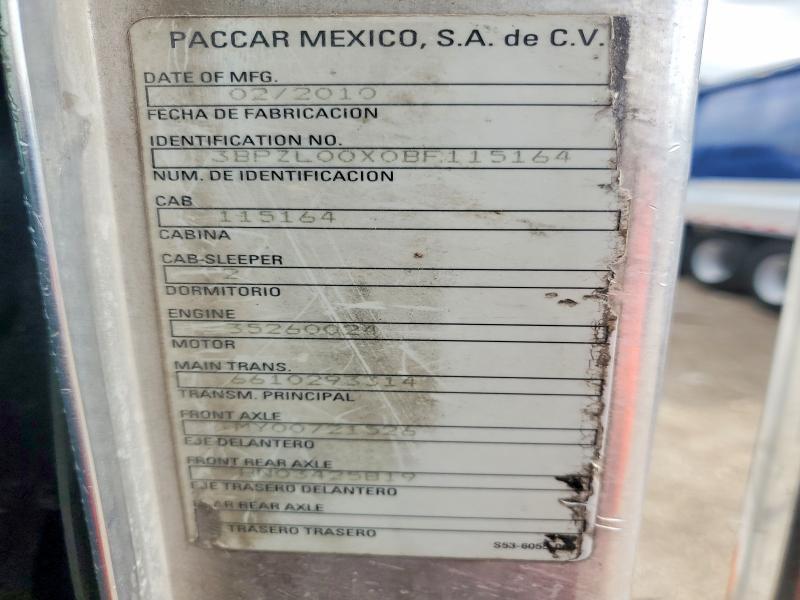 PACCAR MEXICO, S.A. de C.V.
DATE OF MFG.
02/2010
FECHA DE FABRICACION
IDENTIFICATION NO.
3BPZL00X0BF115164
NUM. DE IDENTIFICACION
CAB
115164
CABINA
CAB-SLEEPER
2
DORMITORIO
ENGINE
35260024
MOTOR
MAIN TRANS.
6610293314
TRANSM. PRINCIPAL
FRONT AXLE
EJE DELANTERO
FRONT REAR AXLE
EJE TRASERO DELANTERO
REAR AXLE
TRASERO TRASERO